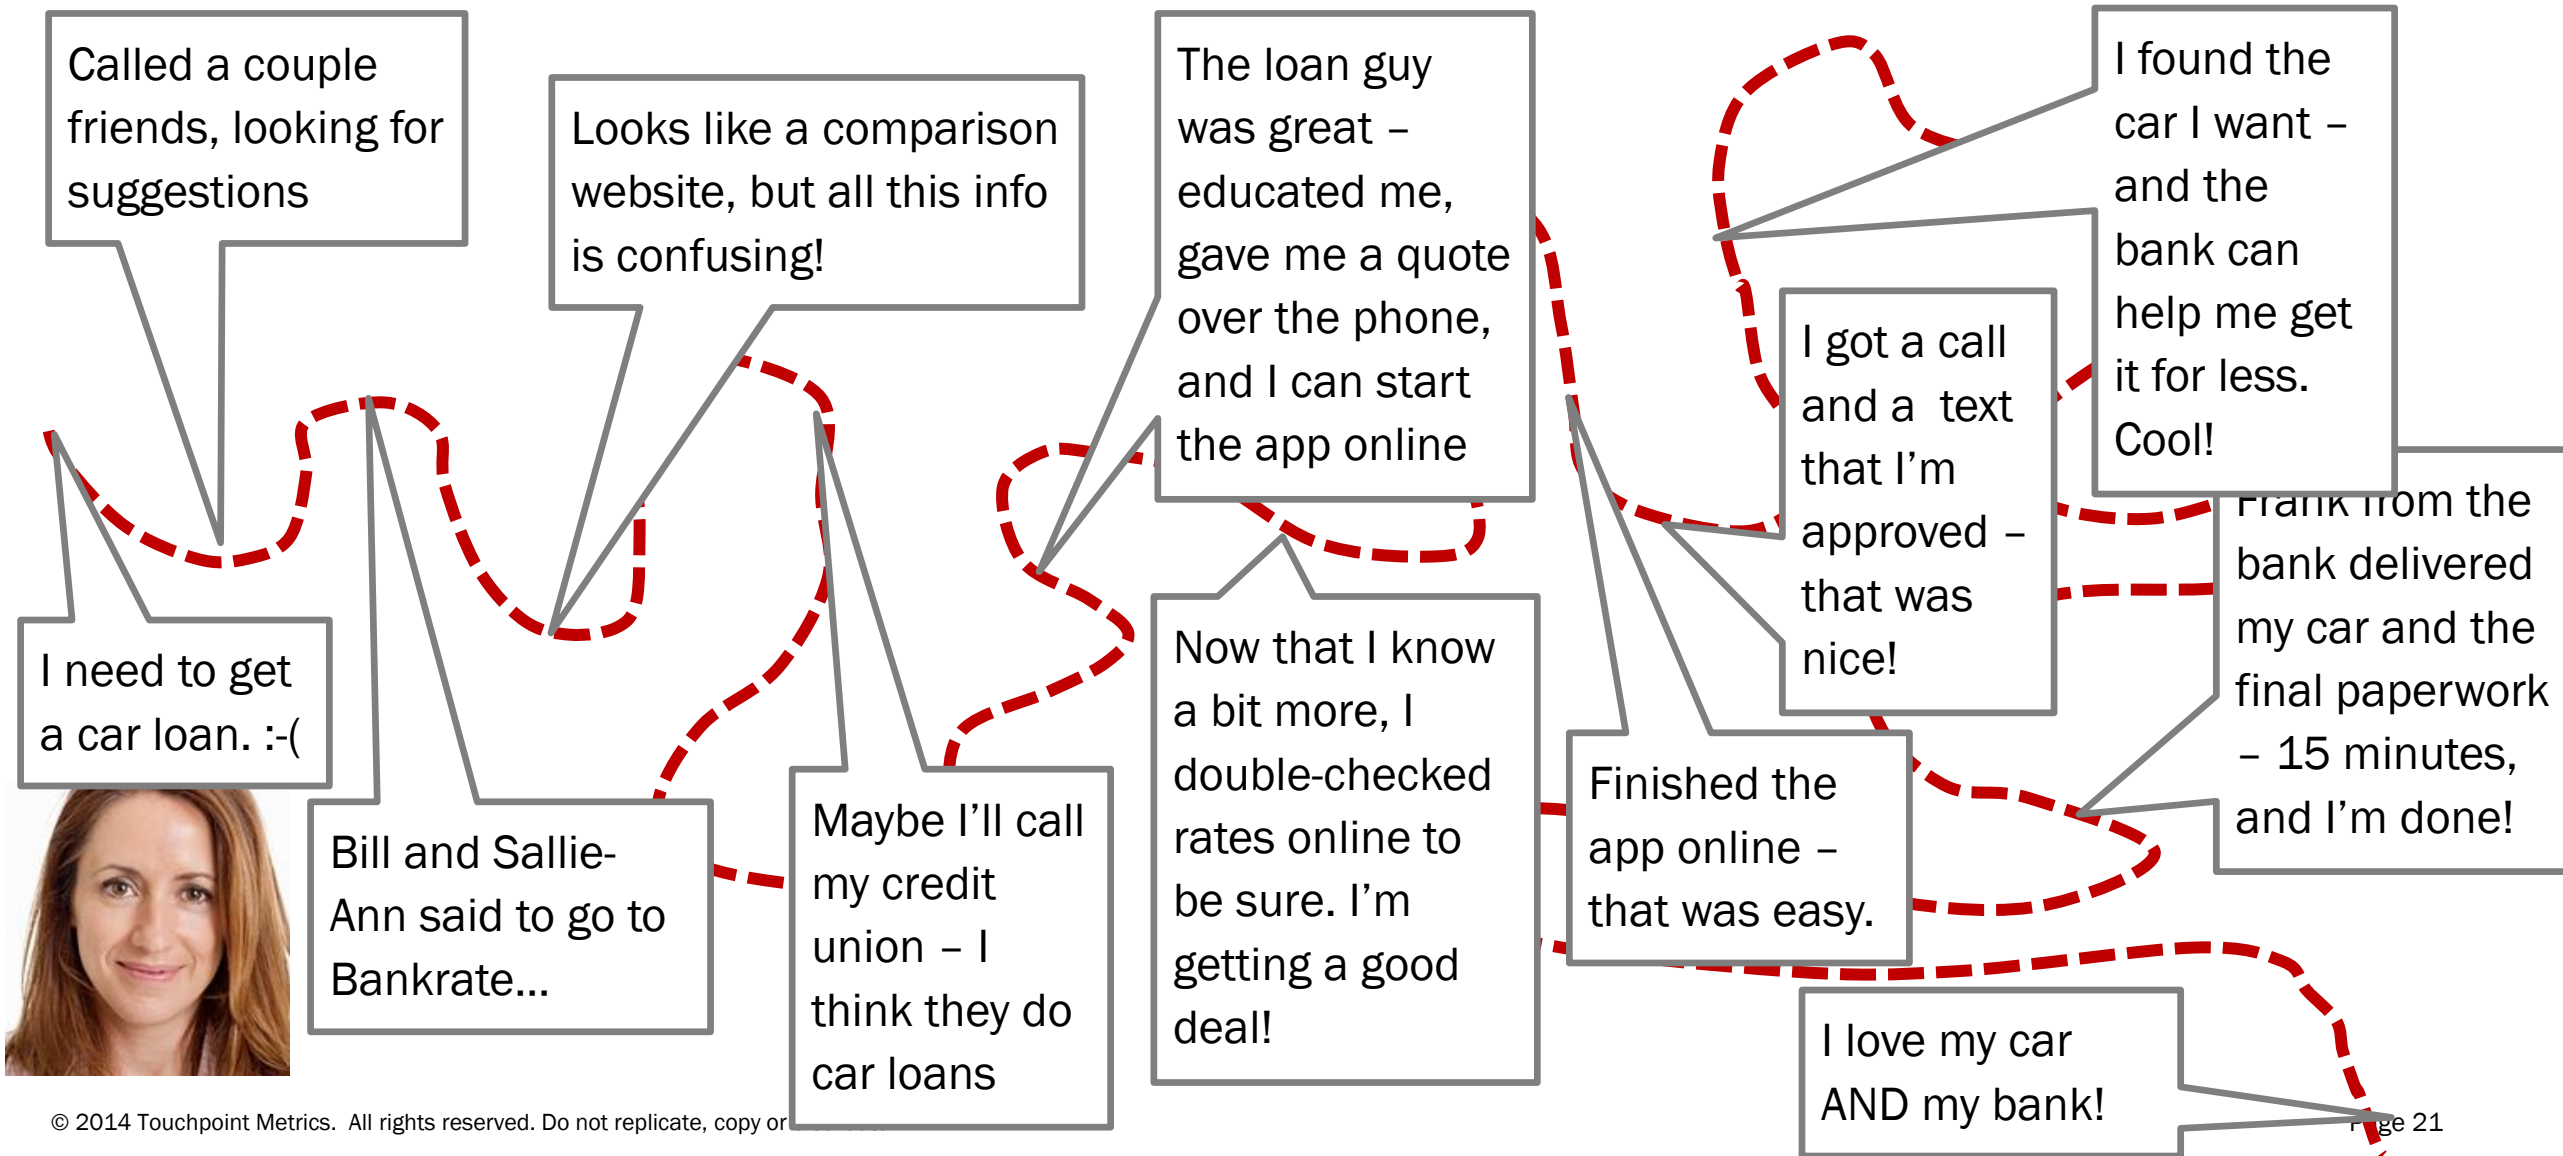 Called a couple
friends, looking for
suggestions
Looks like a comparison
website, but all this info
is confusing!
The loan guy
was great –
educated me,
gave me a quote
over the phone,
and I can start
the app online
I found the
car I want –
and the
bank can
help me get
it for less.
Cool!
I got a call
and a text
that I'm
approved –
that was
nice!
Frank from the
bank delivered
my car and the
final paperwork
– 15 minutes,
and I'm done!
I need to get
a car loan. :-(
Bill and Sallie-
Ann said to go to
Bankrate...
Maybe I'll call
my credit
union – I
think they do
car loans
Now that I know
a bit more, I
double-checked
rates online to
be sure. I'm
getting a good
deal!
Finished the
app online –
that was easy.
I love my car
AND my bank!
© 2014 Touchpoint Metrics. All rights reserved. Do not replicate, copy or
Page 21